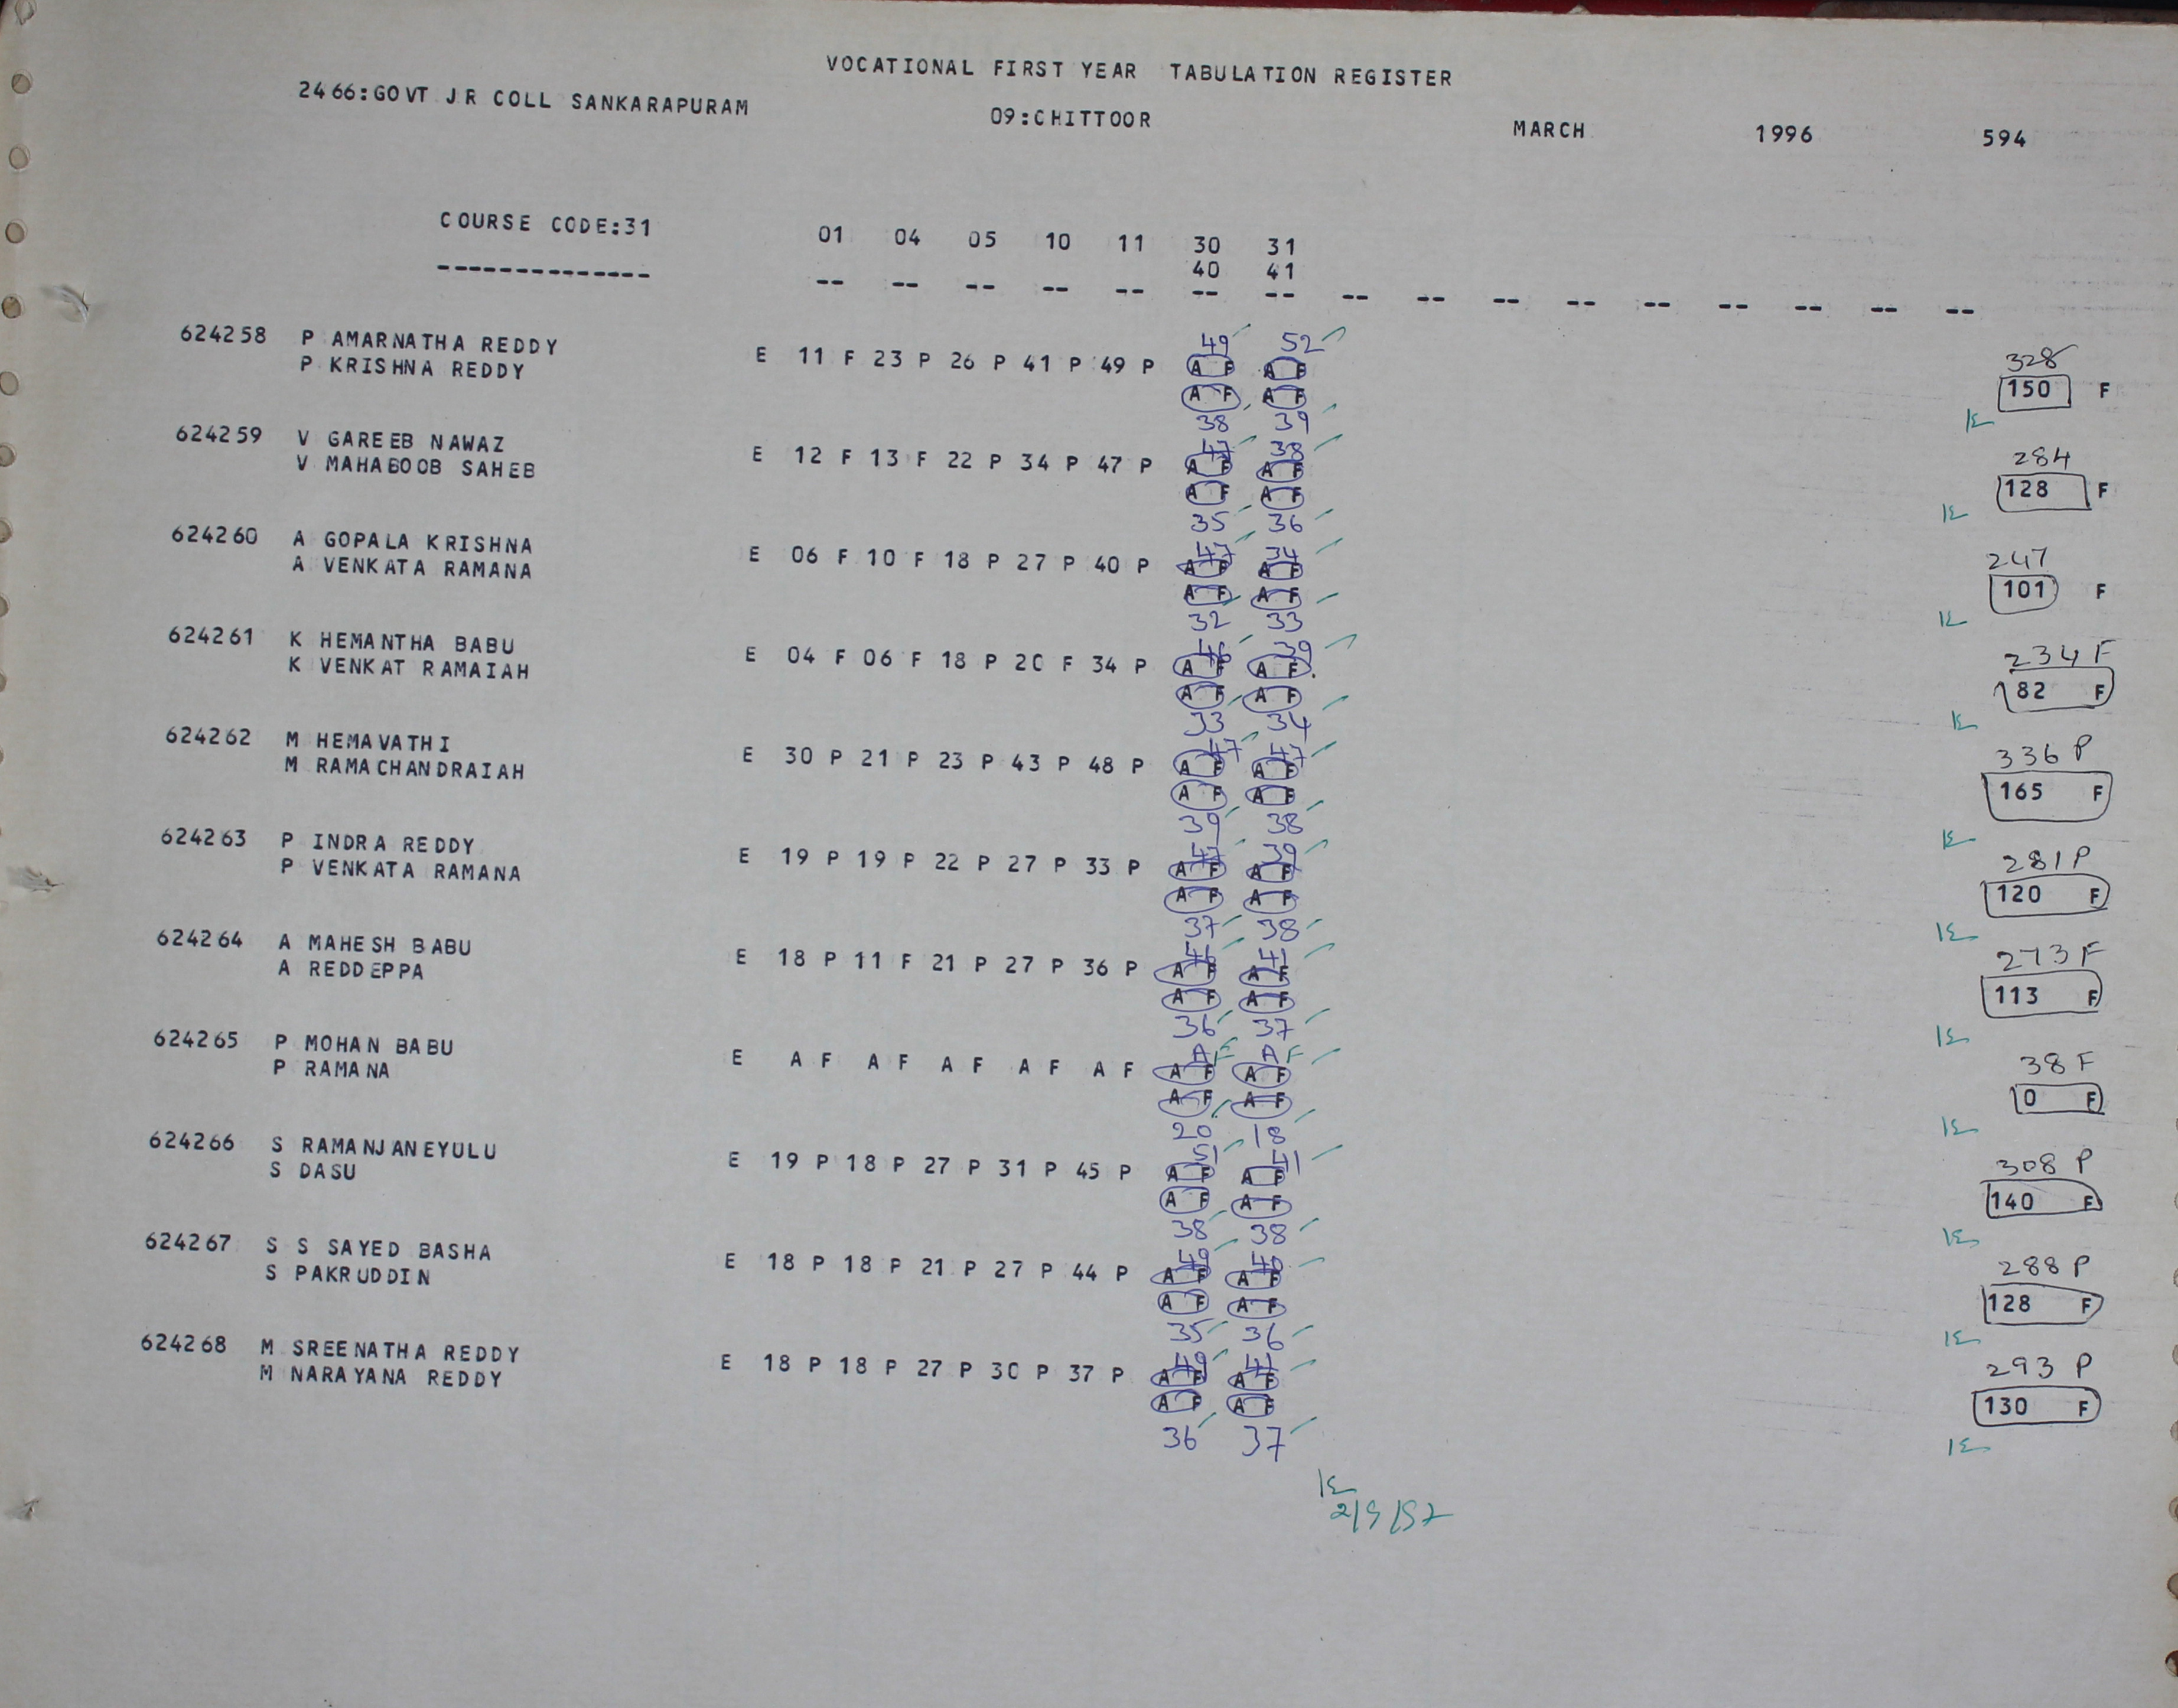 VOCATIONAL FIRST YEAR TABULATION REGISTER
2466:GOVT JR COLL SANKARAPURAM 09:CHITTOOR MARCH 1996 594
COURSE CODE:31 01 04 05 10 11 30 31
40 41
-------------- -- -- -- -- -- -- -- -- -- -- -- -- -- -- -- --
49 52
624258 P AMARNATHA REDDY E 11 F 23 P 26 P 41 P 49 P A F A F 328
P KRISHNA REDDY A F A F 150 F
38 39
47 38
624259 V GAREEB NAWAZ E 12 F 13 F 22 P 34 P 47 P A F A F 284
V MAHABOOB SAHEB A F A F 128 F
35 36
47 34
624260 A GOPALA KRISHNA E 06 F 10 F 18 P 27 P 40 P A F A F 247
A VENKATA RAMANA A F A F 101 F
32 33
46 39
624261 K HEMANTHA BABU E 04 F 06 F 18 P 20 F 34 P A F A F 234 F
K VENKAT RAMAIAH A F A F 82 F
33 34
47 47
624262 M HEMAVATHI E 30 P 21 P 23 P 43 P 48 P A F A F 336 P
M RAMACHANDRAIAH A F A F 165 F
39 38
47 39
624263 P INDRA REDDY E 19 P 19 P 22 P 27 P 33 P A F A F 281 P
P VENKATA RAMANA A F A F 120 F
37 38
46 41
624264 A MAHESH BABU E 18 P 11 F 21 P 27 P 36 P A F A F 273 F
A REDDEPPA A F A F 113 F
36 37
A F A F
624265 P MOHAN BABU E A F A F A F A F A F A F A F 38 F
P RAMANA A F A F 0 F
20 18
51 41
624266 S RAMANJANEYULU E 19 P 18 P 27 P 31 P 45 P A F A F 308 P
S DASU A F A F 140 F
38 38
49 40
624267 S S SAYED BASHA E 18 P 18 P 21 P 27 P 44 P A F A F 288 P
S PAKRUDDIN A F A F 128 F
35 36
49 41
624268 M SREENATHA REDDY E 18 P 18 P 27 P 30 P 37 P A F A F 293 P
M NARAYANA REDDY A F A F 130 F
36 37